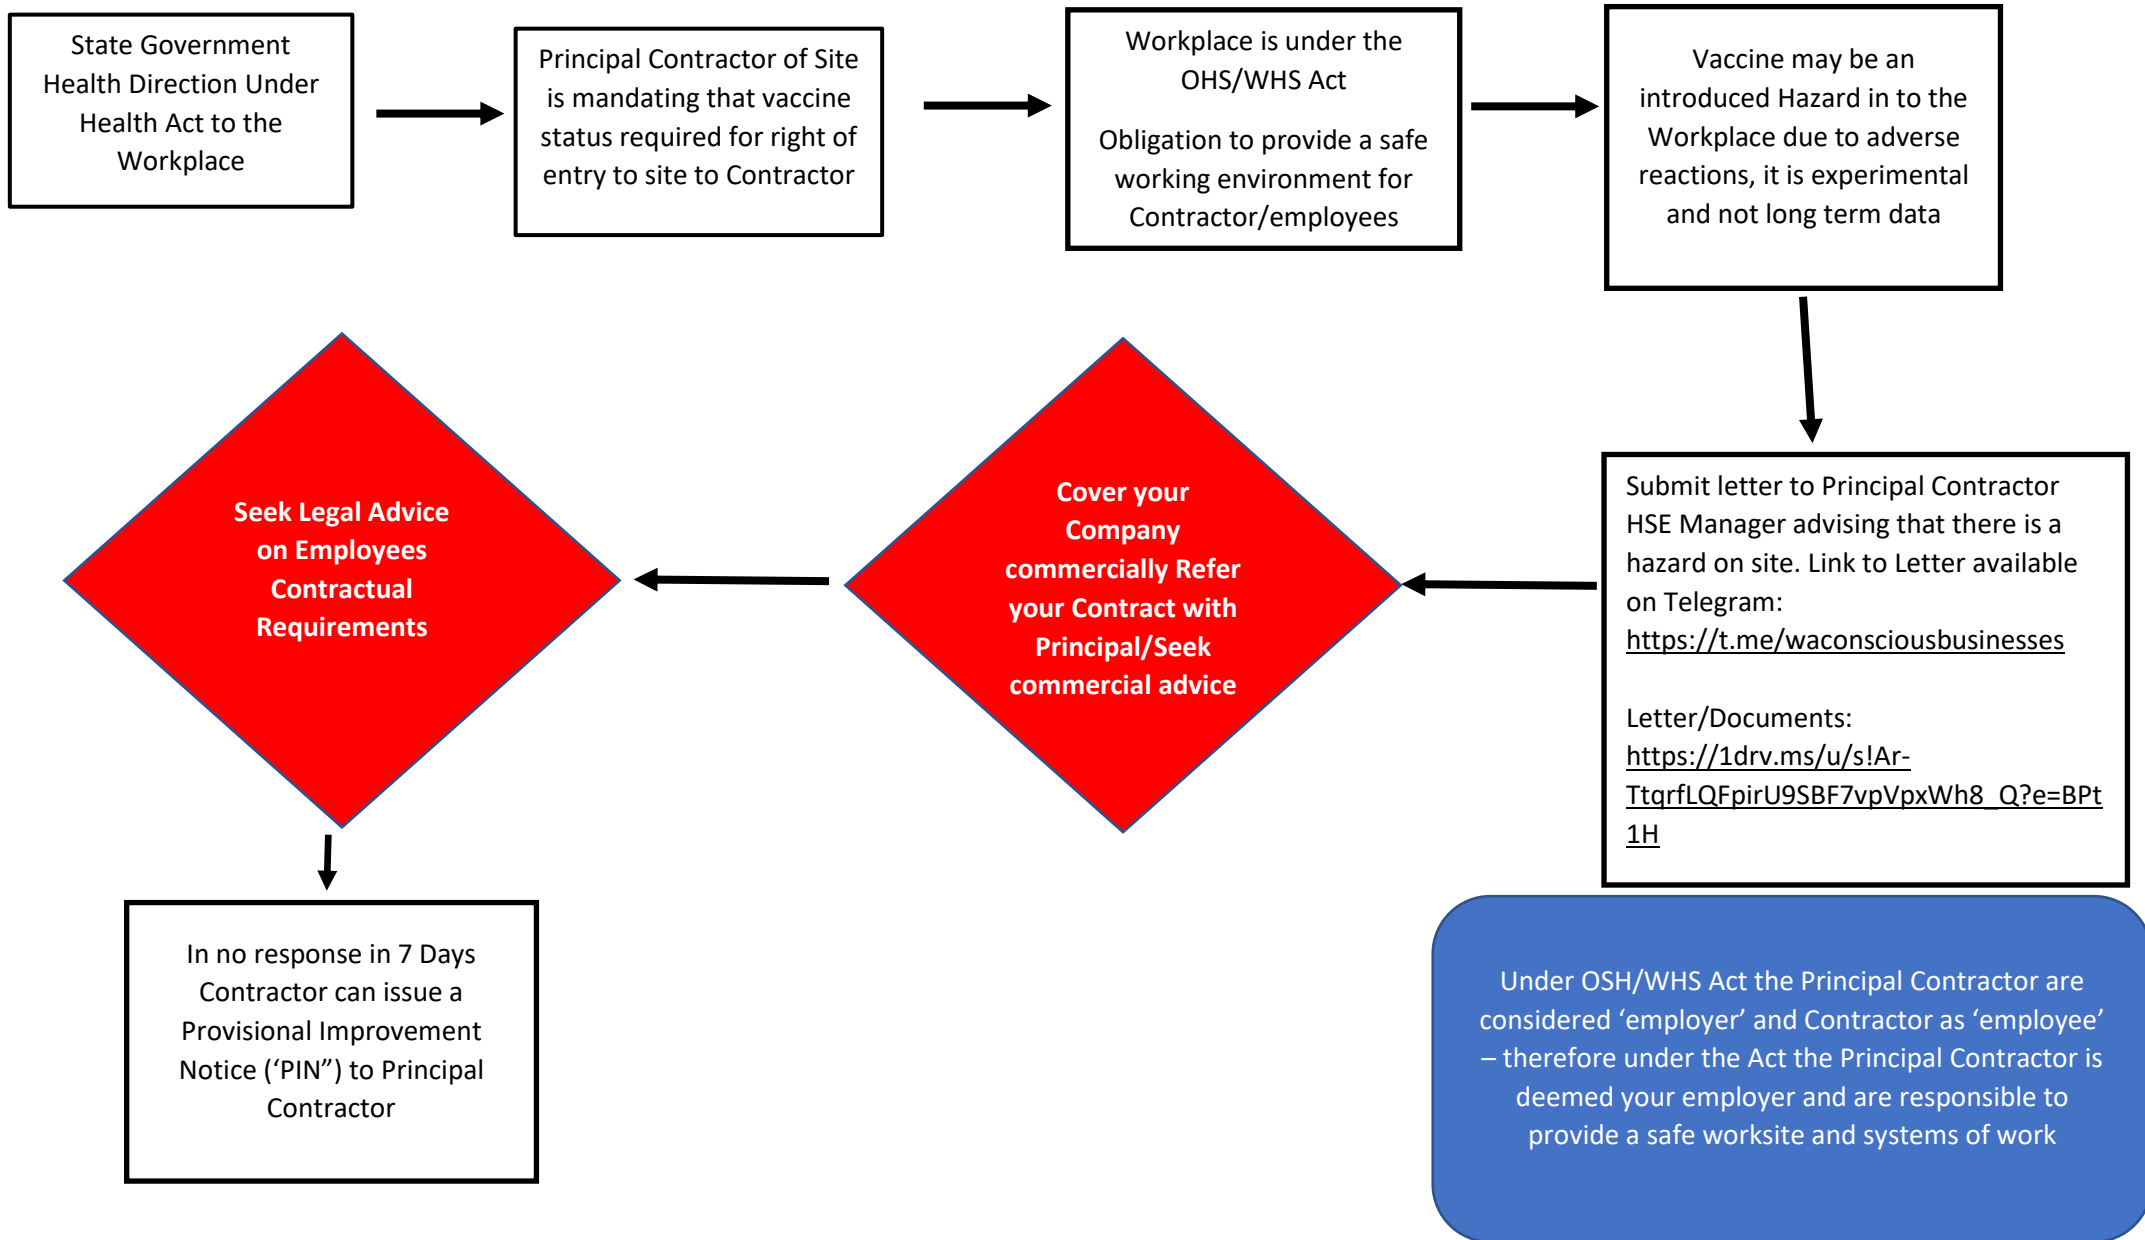 State Government
Health Direction Under
Health Act to the
Workplace
Principal Contractor of Site
is mandating that vaccine
status required for right of
entry to site to Contractor
Workplace is under the
OHS/WHS Act
Obligation to provide a safe
working environment for
Contractor/employees
Vaccine may be an
introduced Hazard in to the
Workplace due to adverse
reactions, it is experimental
and not long term data
Submit letter to Principal Contractor
HSE Manager advising that there is a
hazard on site. Link to Letter available
on Telegram:
https://t.me/waconsciousbusinesses
Letter/Documents:
https://1drv.ms/u/s!Ar-
TtqrfLQFpirU9SBF7vpVpxWh8_Q?e=BPt
1H
Cover your
Company
commercially Refer
your Contract with
Principal/Seek
commercial advice
Seek Legal Advice
on Employees
Contractual
Requirements
In no response in 7 Days
Contractor can issue a
Provisional Improvement
Notice (‘PIN”) to Principal
Contractor
Under OSH/WHS Act the Principal Contractor are
considered ‘employer’ and Contractor as ‘employee’
– therefore under the Act the Principal Contractor is
deemed your employer and are responsible to
provide a safe worksite and systems of work